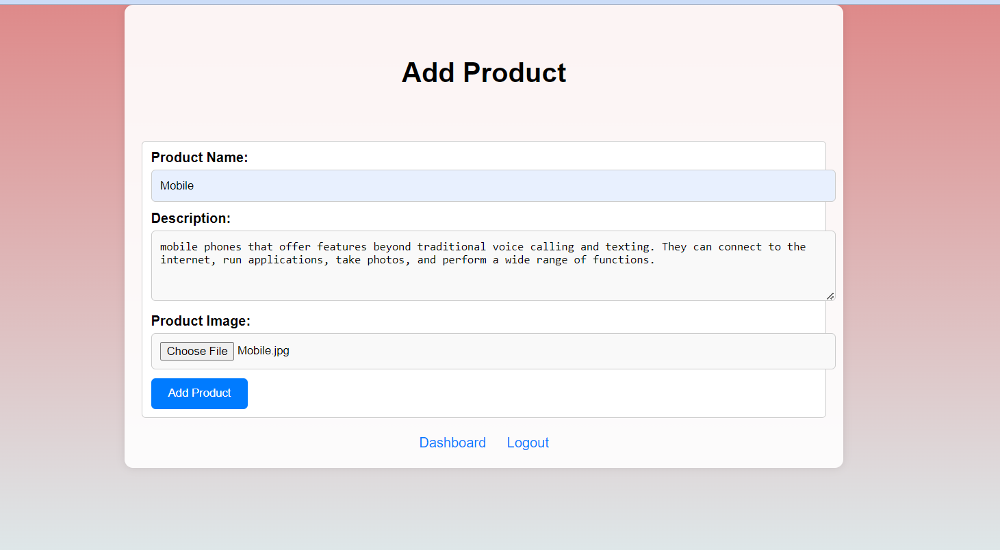 Add Product
Product Name:
Mobile
Description:
mobile phones that offer features beyond traditional voice calling and texting. They can connect to the
internet, run applications, take photos, and perform a wide range of functions.
Product Image:
Choose File Mobile.jpg
Add Product
Dashboard Logout